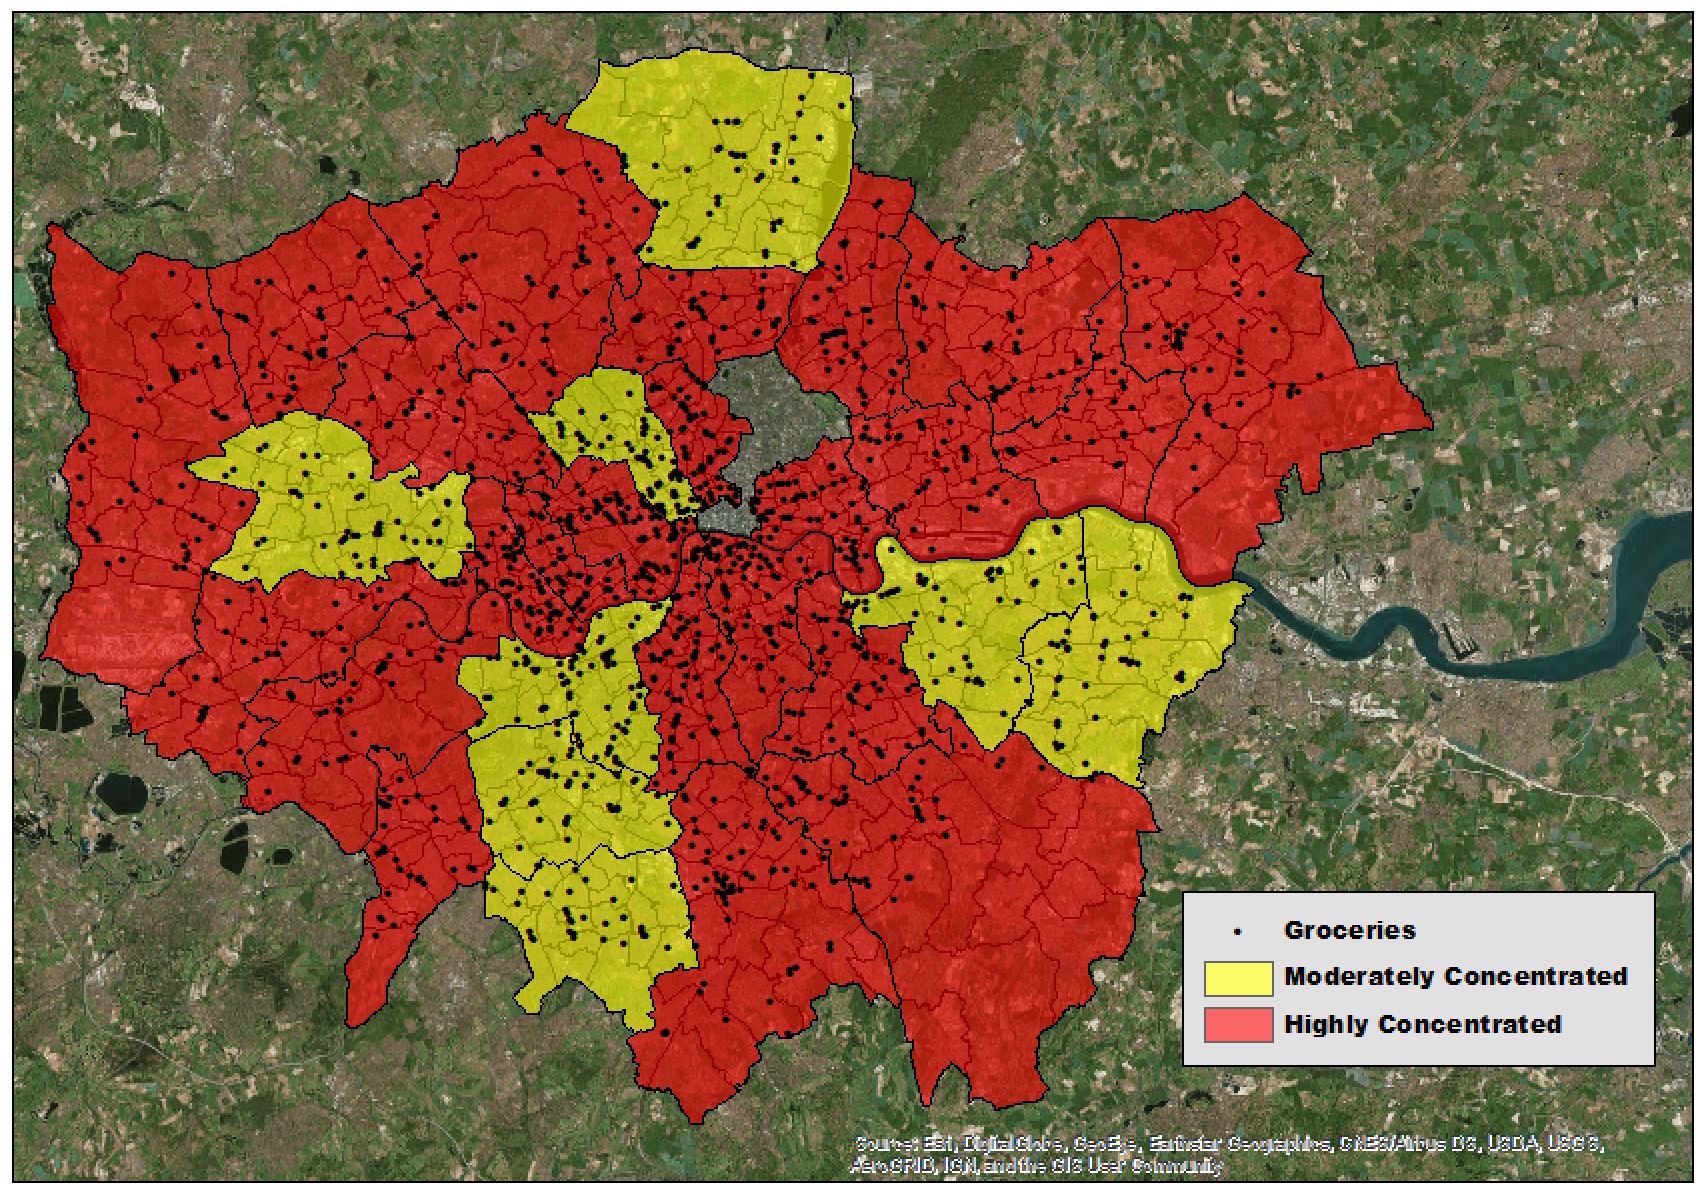 Groceries
Moderately Concentrated
Highly Concentrated
Source: Esri, DigitalGlobe, GeoEye, Earthstar Geographics, CNES/Airbus DS, USDA, USGS,
AeroGRID, IGN, and the GIS User Community